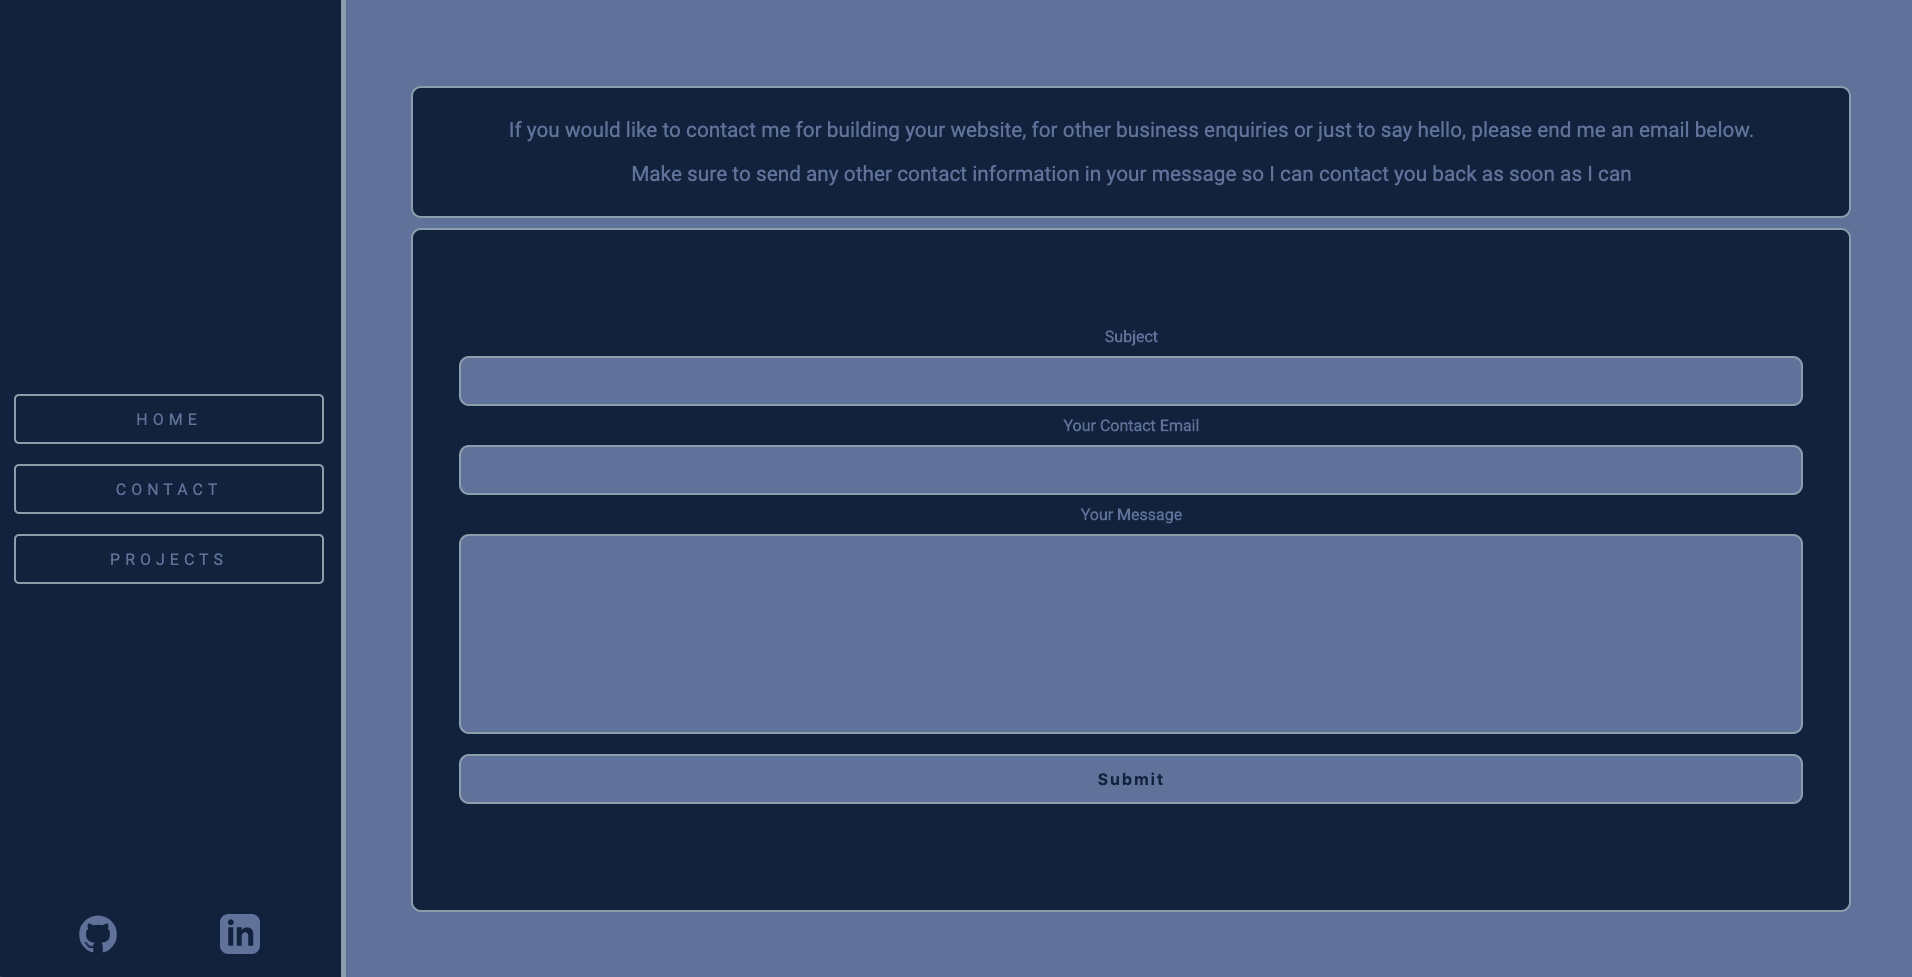 If you would like to contact me for building your website, for other business enquiries or just to say hello, please end me an email below.
Make sure to send any other contact information in your message so I can contact you back as soon as I can
HOME
CONTACT
PROJECTS
Subject
Your Contact Email
Your Message
Submit
in